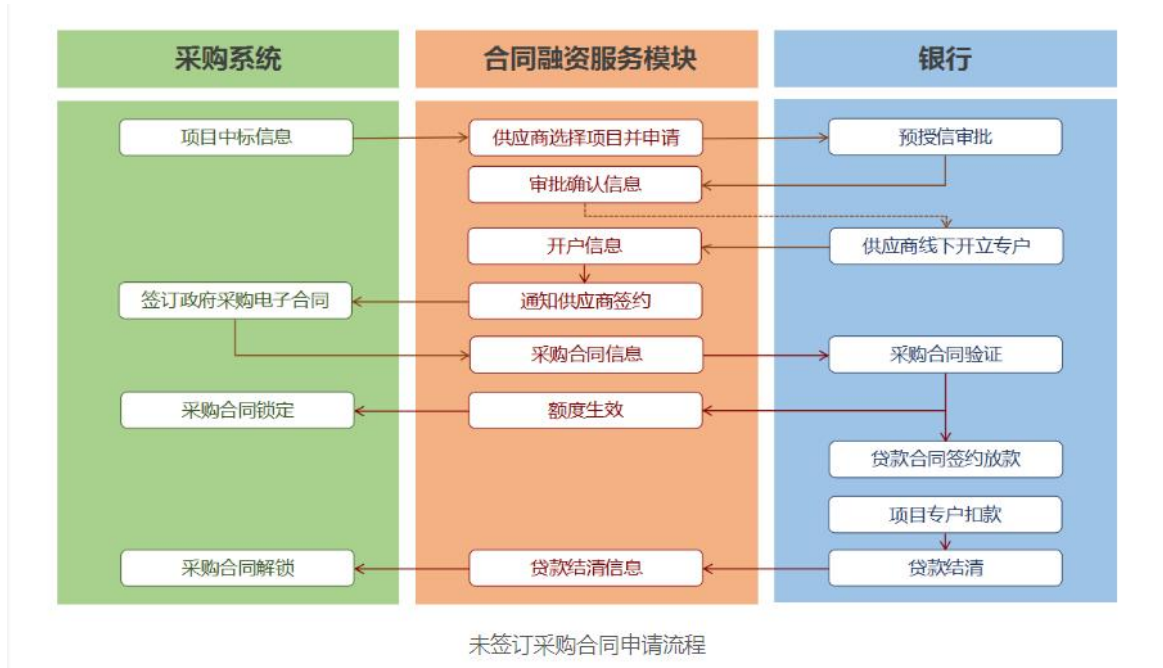 采购系统
合同融资服务模块
银行
项目中标信息
供应商选择项目并申请
预授信审批
审批确认信息
开户信息
供应商线下开立专户
签订政府采购电子合同
通知供应商签约
采购合同信息
采购合同验证
采购合同锁定
额度生效
贷款合同签约放款
项目专户扣款
采购合同解锁
贷款结清信息
贷款结清
未签订采购合同申请流程